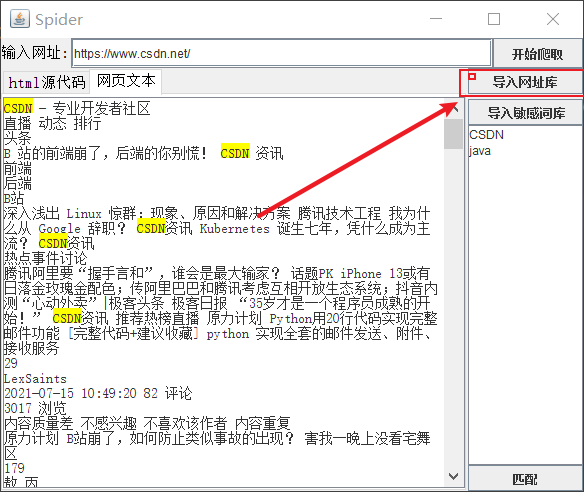 Spider
输入网址: https://www.csdn.net/ 开始爬取
html源代码 网页文本 导入网址库
导入敏感词库
CSDN
java
CSDN - 专业开发者社区
直播 动态 排行
头条
B 站的前端崩了，后端的你别慌！ CSDN 资讯
前端
后端
B站
深入浅出 Linux 惊群：现象、原因和解决方案 腾讯技术工程 我为什
么从 Google 辞职？ CSDN资讯 Kubernetes 诞生七年，凭什么成为主
流？ CSDN资讯
热点事件讨论
腾讯阿里要“握手言和”，谁会是最大输家？ 话题PK iPhone 13或有
日落金玫瑰金配色；传阿里巴巴和腾讯考虑互相开放生态系统；抖音内
测“心动外卖”|极客头条 极客日报 “35岁才是一个程序员成熟的开
始！” CSDN资讯 推荐热榜直播 原力计划 Python用20行代码实现完整
邮件功能 [完整代码+建议收藏] python 实现全套的邮件发送、附件、
接收服务
29
LexSaints
2021-07-15 10:49:20 82 评论
3017 浏览
内容质量差 不感兴趣 不喜欢该作者 内容重复
原力计划 B站崩了，如何防止类似事故的出现？ 害我一晚上没看宅舞
区
179
敖 丙
匹配